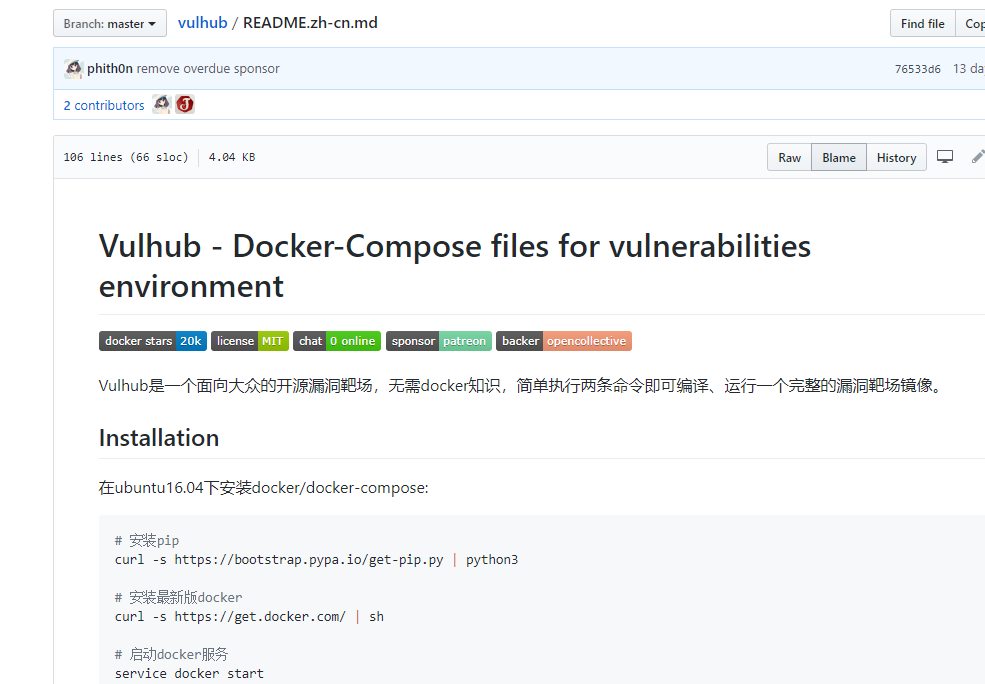 Branch: master
vulhub / README.zh-cn.md
Find file
phith0n remove overdue sponsor
76533d6 13
2 contributors
106 lines (66 sloc) 4.04 KB
Raw Blame History
Vulhub - Docker-Compose files for vulnerabilities
environment
docker stars 20k license MIT chat 0 online sponsor patreon backer opencollective
Vulhub是一个面向大众的开源漏洞靶场，无需docker知识，简单执行两条命令即可编译、运行一个完整的漏洞靶场镜像。
Installation
在ubuntu16.04下安装docker/docker-compose:
# 安装pip
curl -s https://bootstrap.pypa.io/get-pip.py | python3
# 安装最新版docker
curl -s https://get.docker.com/ | sh
# 启动docker服务
service docker start